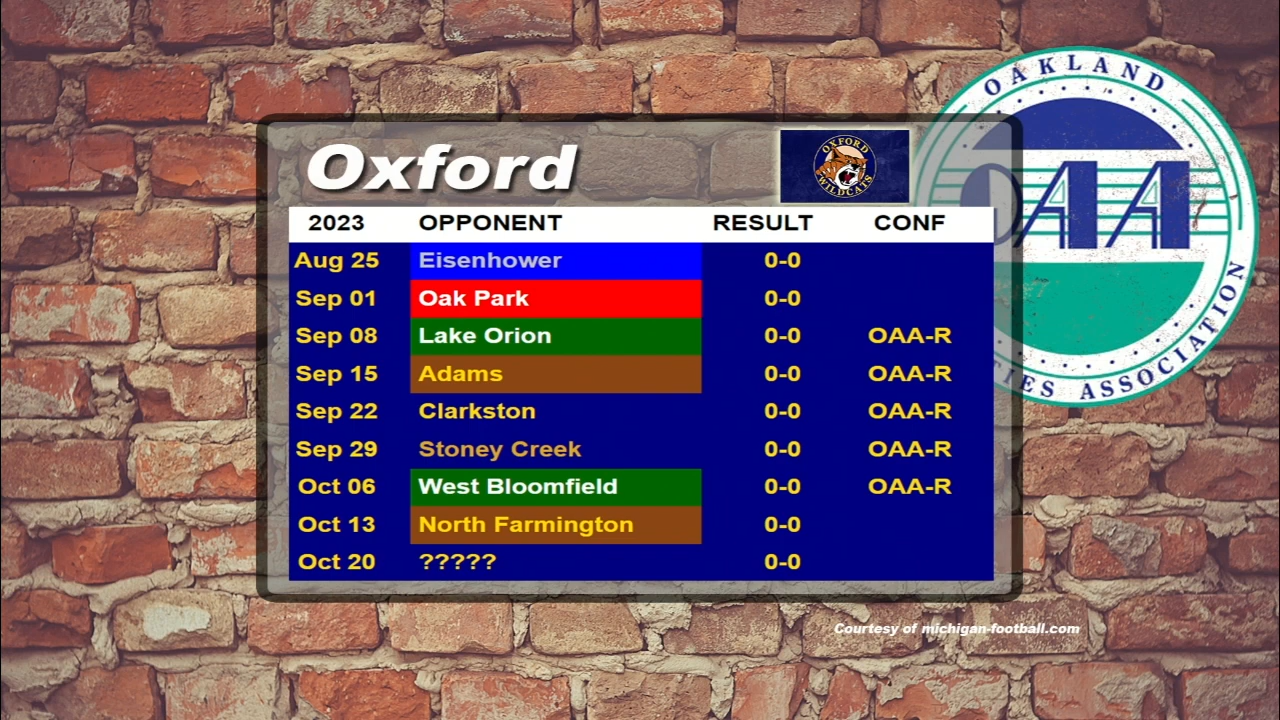 OAKLAND
OAA
TIES ASSOCIATION
Oxford
OXFORD
WILDCATS
2023 OPPONENT RESULT CONF
Aug 25 Eisenhower 0-0
Sep 01 Oak Park 0-0
Sep 08 Lake Orion 0-0 OAA-R
Sep 15 Adams 0-0 OAA-R
Sep 22 Clarkston 0-0 OAA-R
Sep 29 Stoney Creek 0-0 OAA-R
Oct 06 West Bloomfield 0-0 OAA-R
Oct 13 North Farmington 0-0
Oct 20 ????? 0-0
Courtesy of michigan-football.com